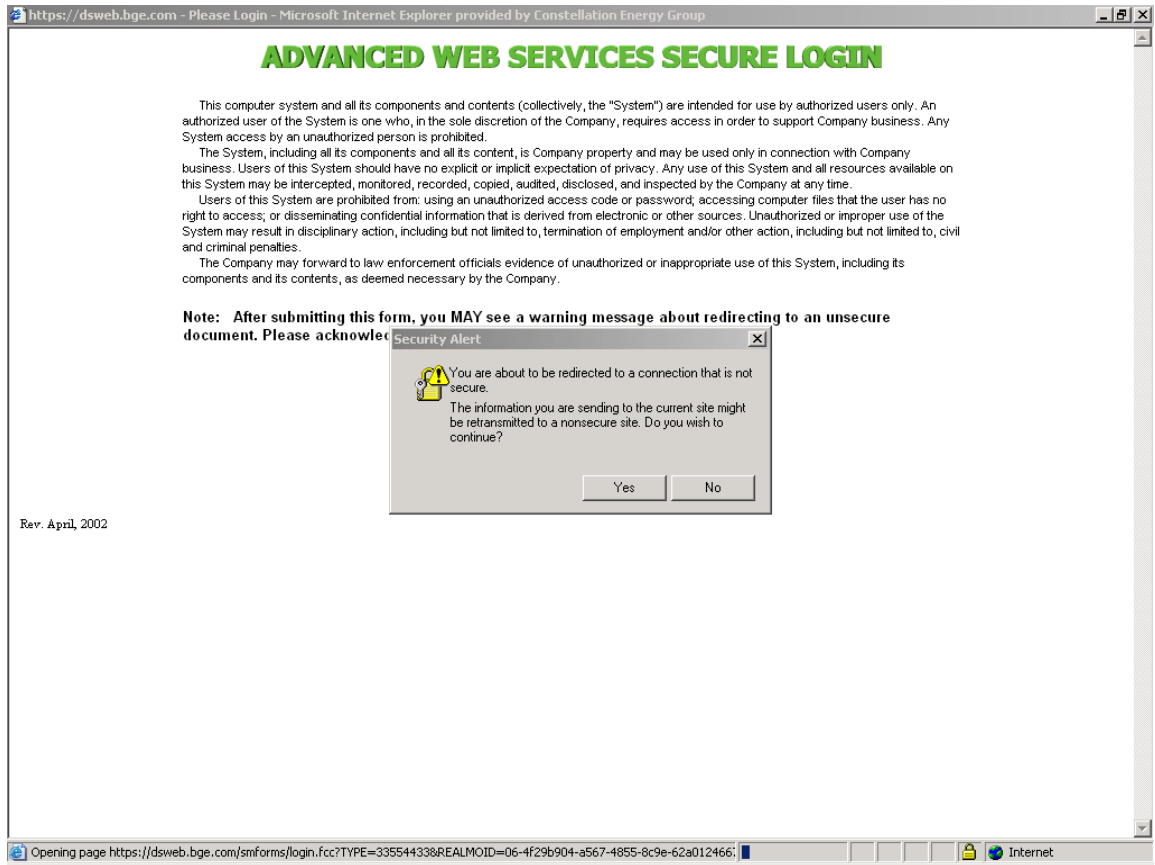 https://dsweb.bge.com - Please Login - Microsoft Internet Explorer provided by Constellation Energy Group
ADVANCED WEB SERVICES SECURE LOGIN
This computer system and all its components and contents (collectively, the "System") are intended for use by authorized users only. An
authorized user of the System is one who, in the sole discretion of the Company, requires access in order to support Company business. Any
System access by an unauthorized person is prohibited.
The System, including all its components and all its content, is Company property and may be used only in connection with Company
business. Users of this System should have no explicit or implicit expectation of privacy. Any use of this System and all resources available on
this System may be intercepted, monitored, recorded, copied, audited, disclosed, and inspected by the Company at any time.
Users of this System are prohibited from: using an unauthorized access code or password; accessing computer files that the user has no
right to access; or disseminating confidential information that is derived from electronic or other sources. Unauthorized or improper use of the
System may result in disciplinary action, including but not limited to, termination of employment and/or other action, including but not limited to, civil
and criminal penalties.
The Company may forward to law enforcement officials evidence of unauthorized or inappropriate use of this System, including its
components and its contents, as deemed necessary by the Company.
Note: After submitting this form, you MAY see a warning message about redirecting to an unsecure
document. Please acknowled
Security Alert
You are about to be redirected to a connection that is not
secure.
The information you are sending to the current site might
be retransmitted to a nonsecure site. Do you wish to
continue?
Yes No
Rev. April, 2002
Opening page https://dsweb.bge.com/smforms/login.fcc?TYPE=33554433&REALMOID=06-4f29b904-a567-4855-8c9e-62a0124667 Internet